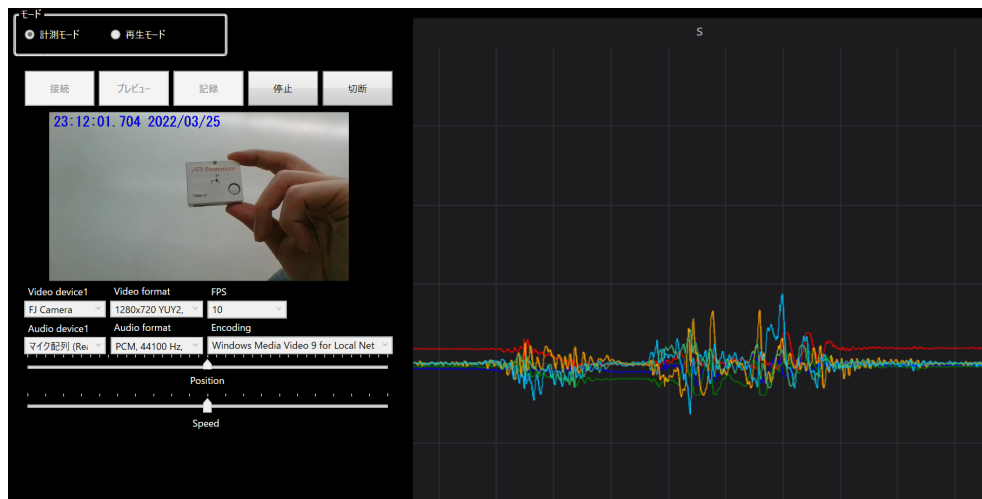 モード
計測モード 再生モード
接続 プレビュー 記録 停止 切断
23:12:01.704 2022/03/25
Video device1 Video format FPS
FJ Camera 1280x720 YUY2, 10
Audio device1 Audio format Encoding
マイク配列 (Rea PCM, 44100 Hz, Windows Media Video 9 for Local Net
Position
Speed
S